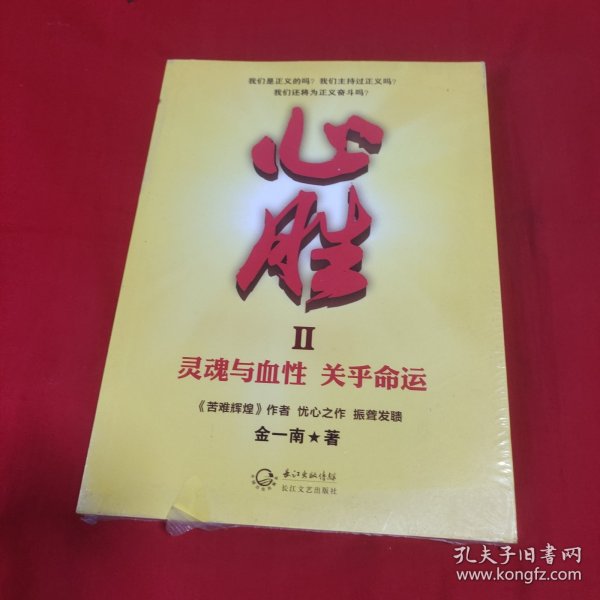 我们是正义的吗？我们主持过正义吗？
我们还将为正义奋斗吗？
心
胜
II
灵魂与血性 关乎命运
《苦难辉煌》作者 忧心之作 振聋发聩
金一南★著
长江出版传媒
长江文艺出版社
孔夫子旧书网
www.kongfz.com